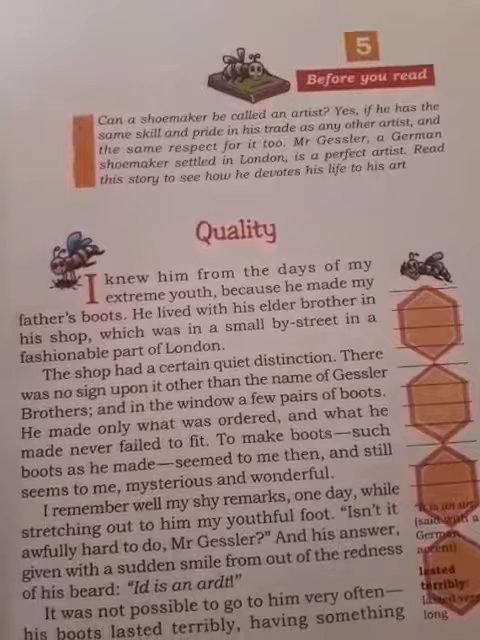 5
Before you read
Can a shoemaker be called an artist? Yes, if he has the
same skill and pride in his trade as any other artist, and
the same respect for it too. Mr Gessler, a German
shoemaker settled in London, is a perfect artist. Read
this story to see how he devotes his life to his art.
Quality
I knew him from the days of my
extreme youth, because he made my
father's boots. He lived with his elder brother in
his shop, which was in a small by-street in a
fashionable part of London.
The shop had a certain quiet distinction. There
was no sign upon it other than the name of Gessler
Brothers; and in the window a few pairs of boots.
He made only what was ordered, and what he
made never failed to fit. To make boots—such
boots as he made—seemed to me then, and still
seems to me, mysterious and wonderful.
I remember well my shy remarks, one day, while
stretching out to him my youthful foot. “Isn't it
awfully hard to do, Mr Gessler?” And his answer,
given with a sudden smile from out of the redness
of his beard: “Id is an ardt!”
It was not possible to go to him very often—
his boots lasted terribly, having something
It is an art
(said with a
German
accent)
lasted
terribly:
lasted very
long